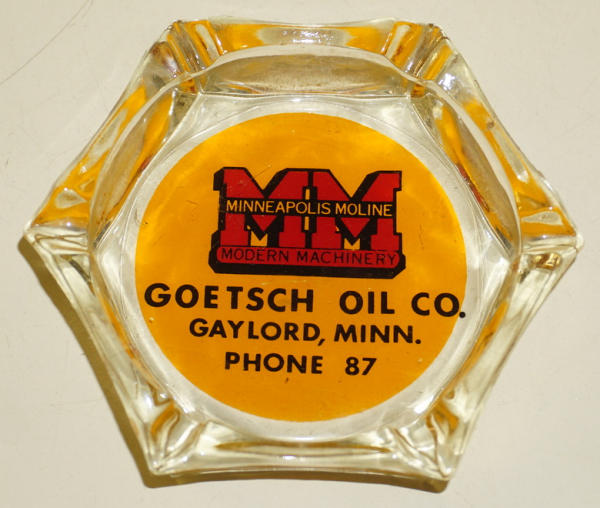 MM
MINNEAPOLIS MOLINE
MODERN MACHINERY
GOETSCH OIL CO.
GAYLORD, MINN.
PHONE 87